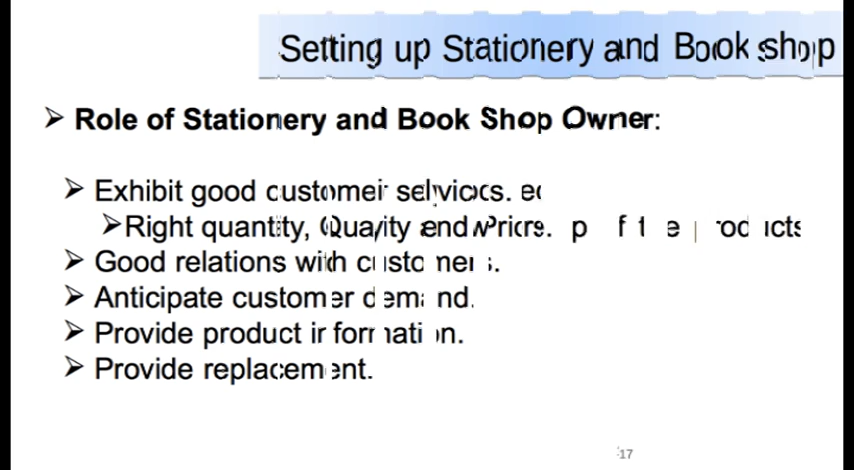 Setting up Stationery and Book shop
➢ Role of Stationery and Book Shop Owner:
➢ Exhibit good customer services.
➢Right quantity, Quality and Price. products
➢ Good relations with customers.
➢ Anticipate customer demand.
➢ Provide product information.
➢ Provide replacement.
17